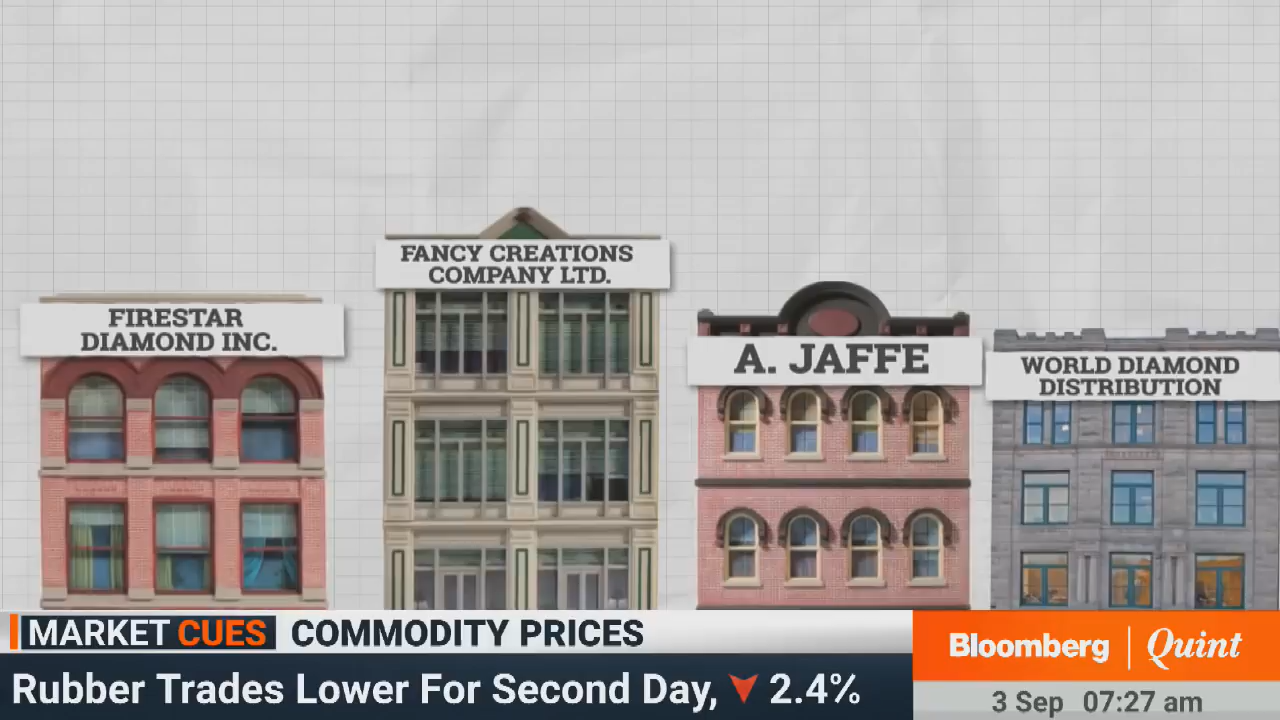 FIRESTAR
DIAMOND INC.
FANCY CREATIONS
COMPANY LTD.
A. JAFFE
WORLD DIAMOND
DISTRIBUTION
MARKET CUES COMMODITY PRICES
Rubber Trades Lower For Second Day, ▼ 2.4%
Bloomberg | Quint
3 Sep 07:27 am